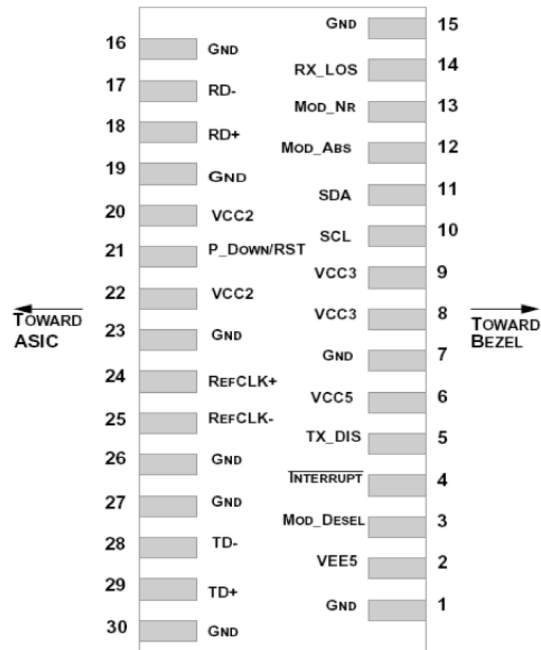 GND 15
16 GND
RX_LOS 14
17 RD-
MOD_NR 13
18 RD+
MOD_ABS 12
19 GND
SDA 11
20 VCC2
SCL 10
21 P_DOWN/RST
VCC3 9
22 VCC2
VCC3 8
TOWARD ASIC
TOWARD BEZEL
23 GND
GND 7
24 REFCLK+
VCC5 6
25 REFCLK-
TX_DIS 5
26 GND
INTERRUPT 4
27 GND
MOD_DESEL 3
28 TD-
VEE5 2
29 TD+
GND 1
30 GND